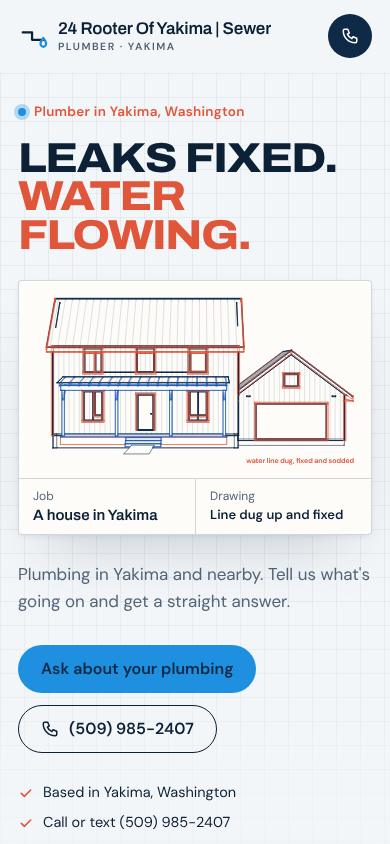 24 Rooter Of Yakima | Sewer
PLUMBER · YAKIMA
Plumber in Yakima, Washington
LEAKS FIXED.
WATER
FLOWING.
water line dug, fixed and sodded
Job
A house in Yakima
Drawing
Line dug up and fixed
Plumbing in Yakima and nearby. Tell us what's
going on and get a straight answer.
Ask about your plumbing
(509) 985-2407
Based in Yakima, Washington
Call or text (509) 985-2407